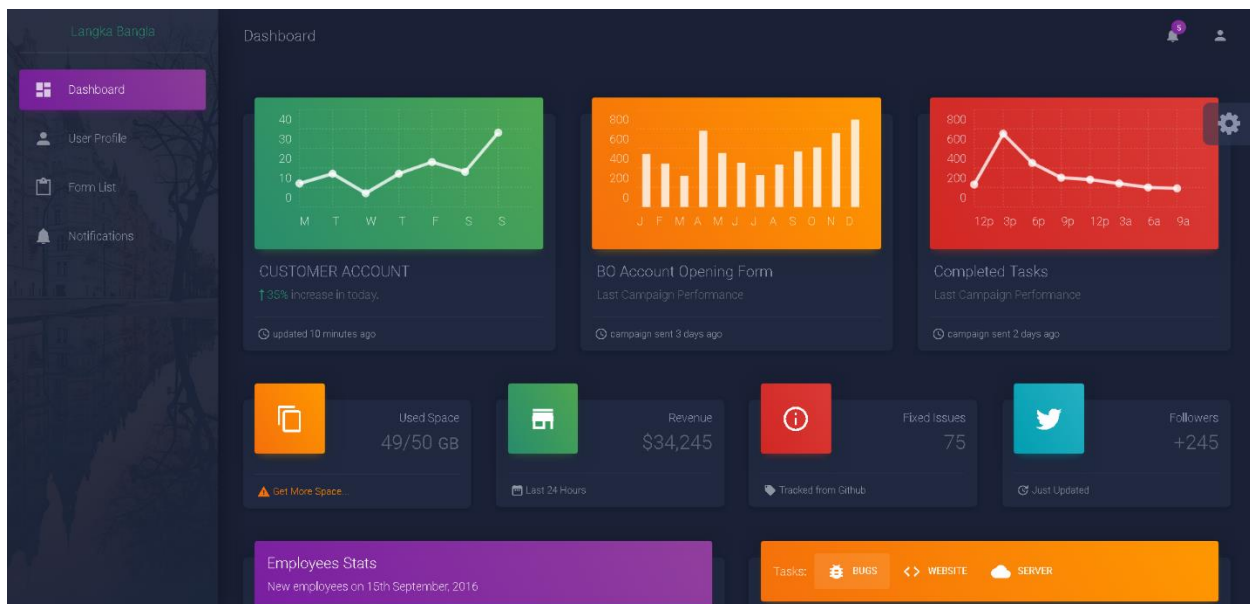 Langka Bangla
Dashboard
5
Dashboard
User Profile
Form List
Notifications
40
30
20
10
0
M T W T F S S
CUSTOMER ACCOUNT
↑ 35% increase in today.
updated 10 minutes ago
800
600
400
200
0
J F M A M J J A S O N D
BO Account Opening Form
Last Campaign Performance
campaign sent 3 days ago
800
600
400
200
0
12p 3p 6p 9p 12p 3a 6a 9a
Completed Tasks
Last Campaign Performance
campaign sent 2 days ago
Used Space
49/50 GB
Get More Space...
Revenue
$34,245
Last 24 Hours
Fixed Issues
75
Tracked from Github
Followers
+245
Just Updated
Employees Stats
New employees on 15th September, 2016
Tasks: BUGS WEBSITE SERVER